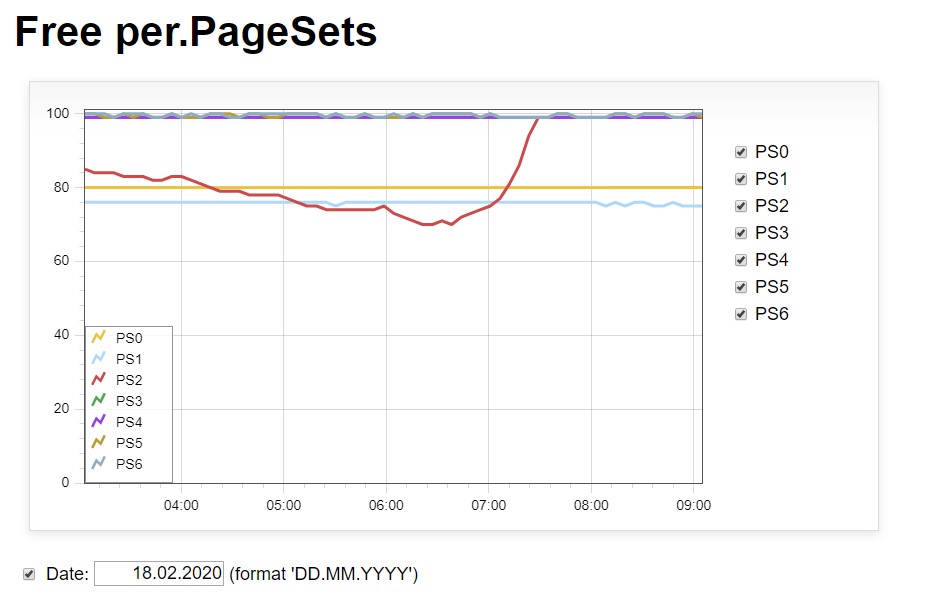 Free per.PageSets
100
80
60
40
20
0
PS0
PS1
PS2
PS3
PS4
PS5
PS6
04:00 05:00 06:00 07:00 08:00 09:00
PS0
PS1
PS2
PS3
PS4
PS5
PS6
Date: 18.02.2020 (format 'DD.MM.YYYY')